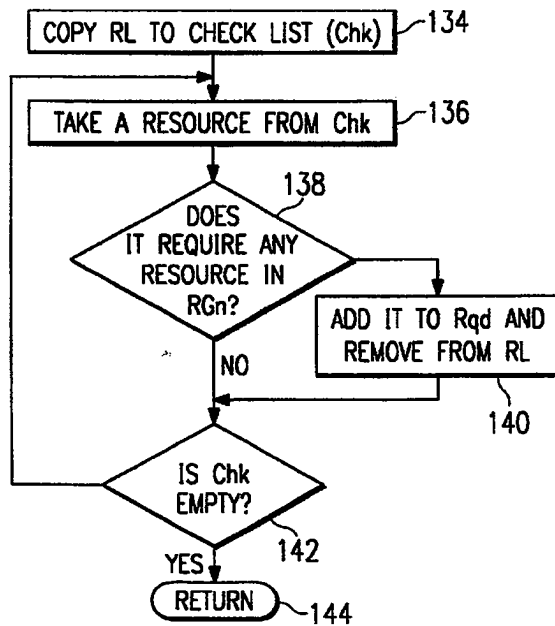 COPY RL TO CHECK LIST (Chk)
134
TAKE A RESOURCE FROM Chk
136
138
DOES
IT REQUIRE ANY
RESOURCE IN
RGn?
ADD IT TO Rqd AND
REMOVE FROM RL
140
NO
IS Chk
EMPTY?
142
YES
RETURN
144